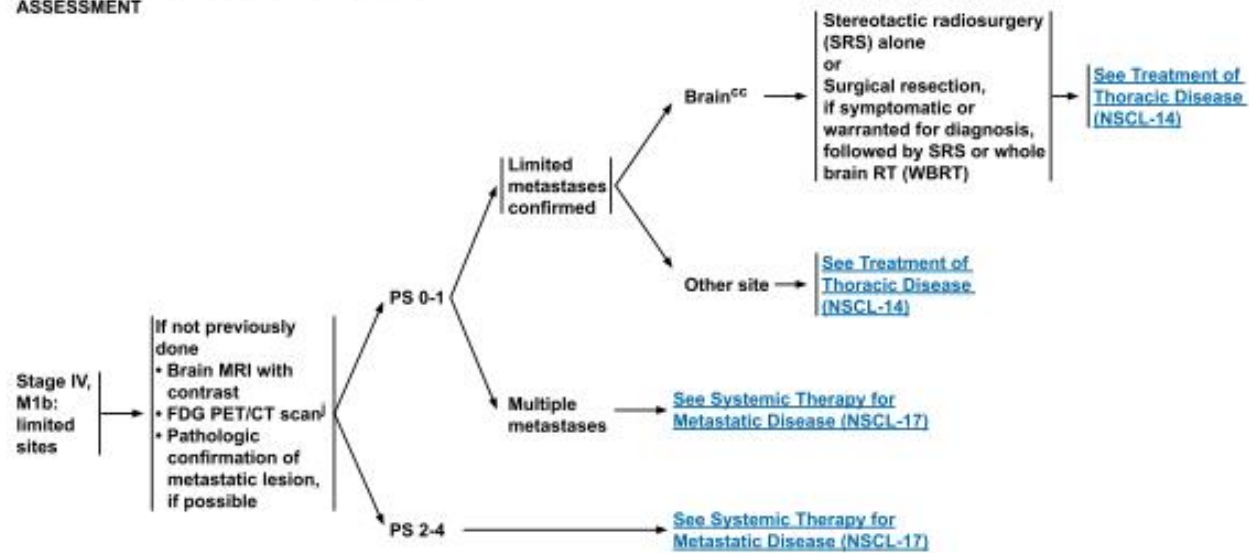 ASSESSMENT
Stage IV,
M1b:
limited
sites
If not previously
done
• Brain MRI with
contrast
• FDG PET/CT scanj
• Pathologic
confirmation of
metastatic lesion,
if possible
PS 0-1
Limited
metastases
confirmed
Braincc
Stereotactic radiosurgery
(SRS) alone
or
Surgical resection,
if symptomatic or
warranted for diagnosis,
followed by SRS or whole
brain RT (WBRT)
See Treatment of
Thoracic Disease
(NSCL-14)
Other site
See Treatment of
Thoracic Disease
(NSCL-14)
Multiple
metastases
See Systemic Therapy for
Metastatic Disease (NSCL-17)
PS 2-4
See Systemic Therapy for
Metastatic Disease (NSCL-17)